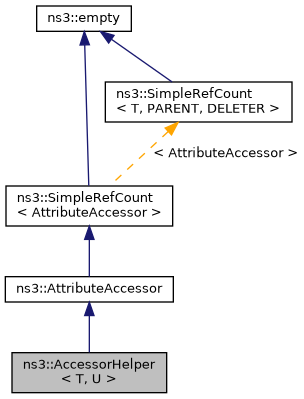 ns3::empty
ns3::SimpleRefCount
< T, PARENT, DELETER >
< AttributeAccessor >
ns3::SimpleRefCount
< AttributeAccessor >
ns3::AttributeAccessor
ns3::AccessorHelper
< T, U >